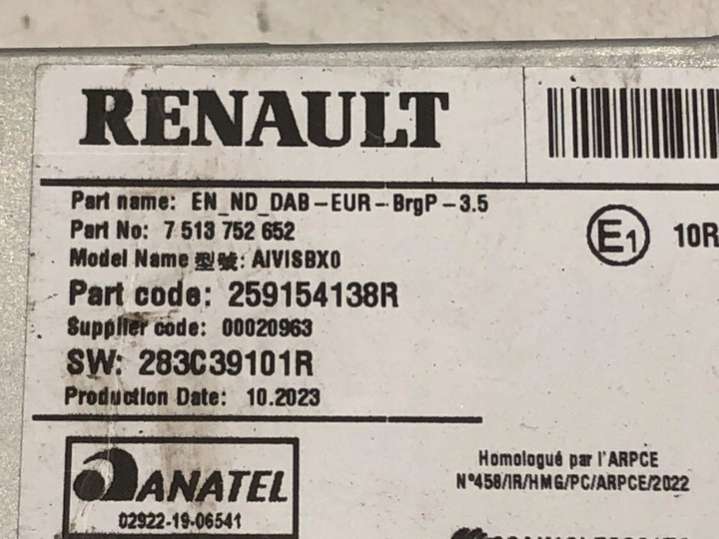 RENAULT
Part name: EN_ND_DAB-EUR-BrgP-3.5
Part No: 7 513 752 652
Model Name 型號: AIVISBX0
Part code: 259154138R
Supplier code: 00020963
SW: 283C39101R
Production Date: 10.2023
E1 10R
ANATEL
02922-19-06541
Homologué par l'ARPCE
N°458/IR/HMG/PC/ARPCE/2022